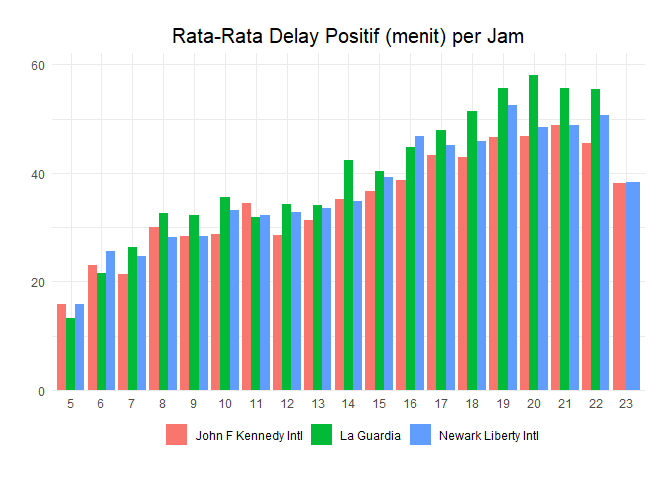 Rata-Rata Delay Positif (menit) per Jam
60
40
20
0
5 6 7 8 9 10 11 12 13 14 15 16 17 18 19 20 21 22 23
John F Kennedy Intl La Guardia Newark Liberty Intl